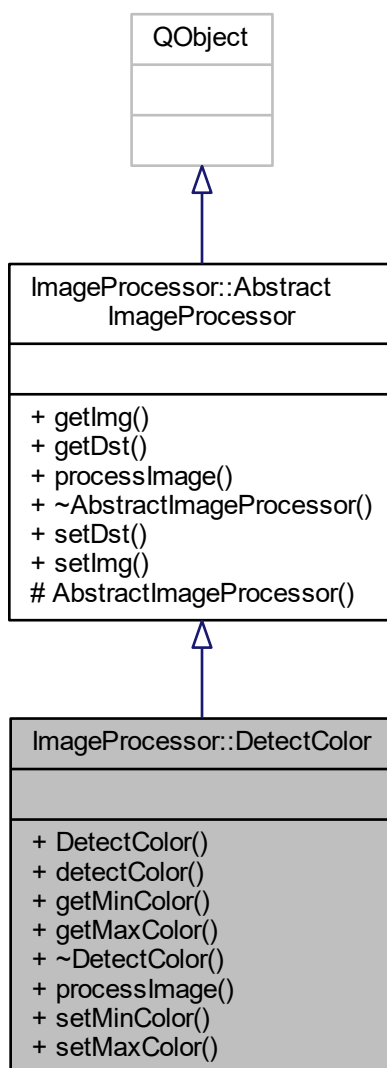 QObject
ImageProcessor::Abstract
ImageProcessor
+ getImg()
+ getDst()
+ processImage()
+ ~AbstractImageProcessor()
+ setDst()
+ setImg()
# AbstractImageProcessor()
ImageProcessor::DetectColor
+ DetectColor()
+ detectColor()
+ getMinColor()
+ getMaxColor()
+ ~DetectColor()
+ processImage()
+ setMinColor()
+ setMaxColor()